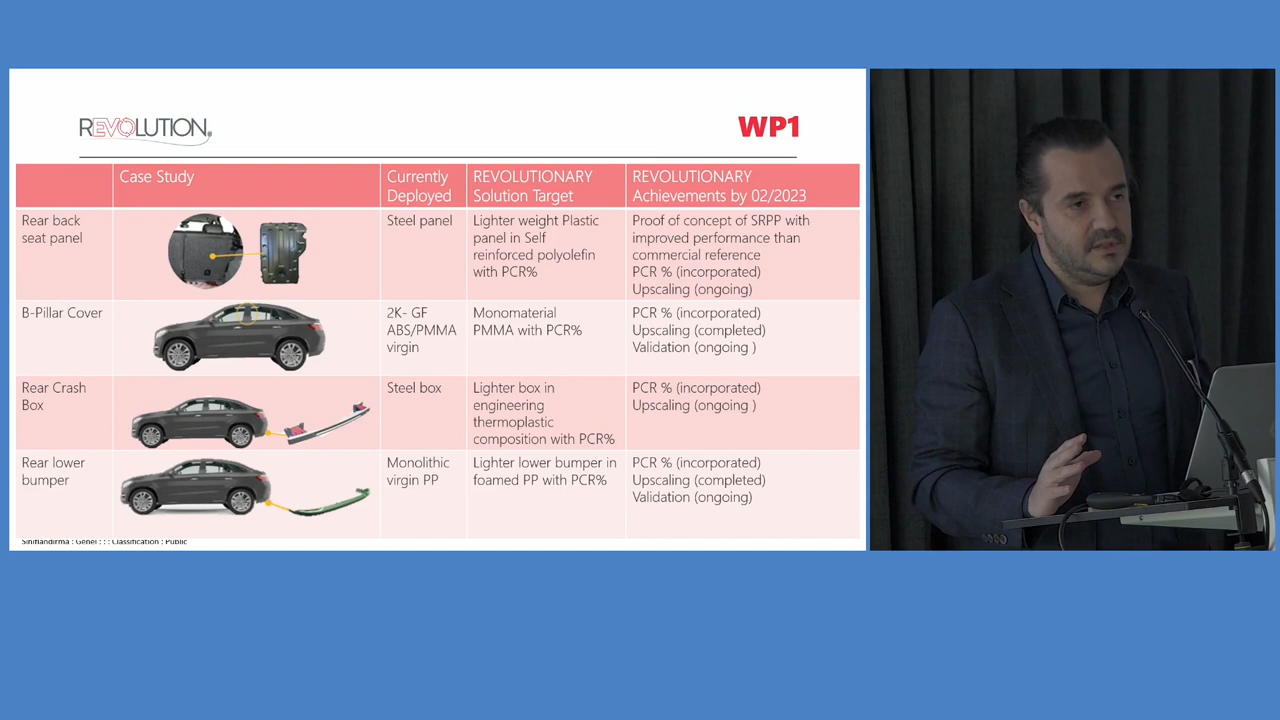 REVOLUTION
WP1
Case Study
Currently
Deployed
REVOLUTIONARY
Solution Target
REVOLUTIONARY
Achievements by 02/2023
Rear back
seat panel
Steel panel
Lighter weight Plastic
panel in Self
reinforced polyolefin
with PCR%
Proof of concept of SRPP with
improved performance than
commercial reference
PCR % (incorporated)
Upscaling (ongoing)
B-Pillar Cover
2K- GF
ABS/PMMA
virgin
Monomaterial
PMMA with PCR%
PCR % (incorporated)
Upscaling (completed)
Validation (ongoing )
Rear Crash
Box
Steel box
Lighter box in
engineering
thermoplastic
composition with PCR%
PCR % (incorporated)
Upscaling (ongoing )
Rear lower
bumper
Monolithic
virgin PP
Lighter lower bumper in
foamed PP with PCR%
PCR % (incorporated)
Upscaling (completed)
Validation (ongoing)
Sınıflandırma : Genel : : : Classification : Public